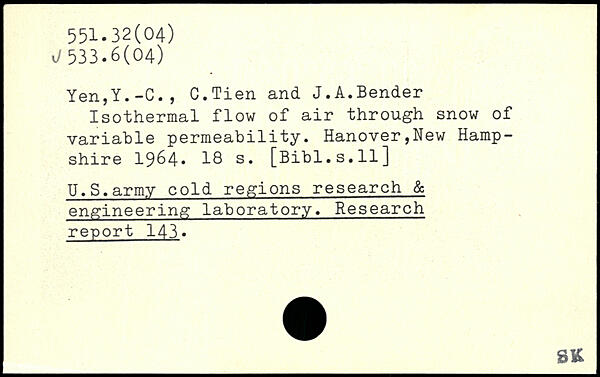 551.32(04)
√533.6(04)
Yen,Y.-C., C.Tien and J.A.Bender
Isothermal flow of air through snow of
variable permeability. Hanover,New Hamp-
shire 1964. 18 s. [Bibl.s.11]
U.S.army cold regions research &
engineering laboratory. Research
report 143.
SK